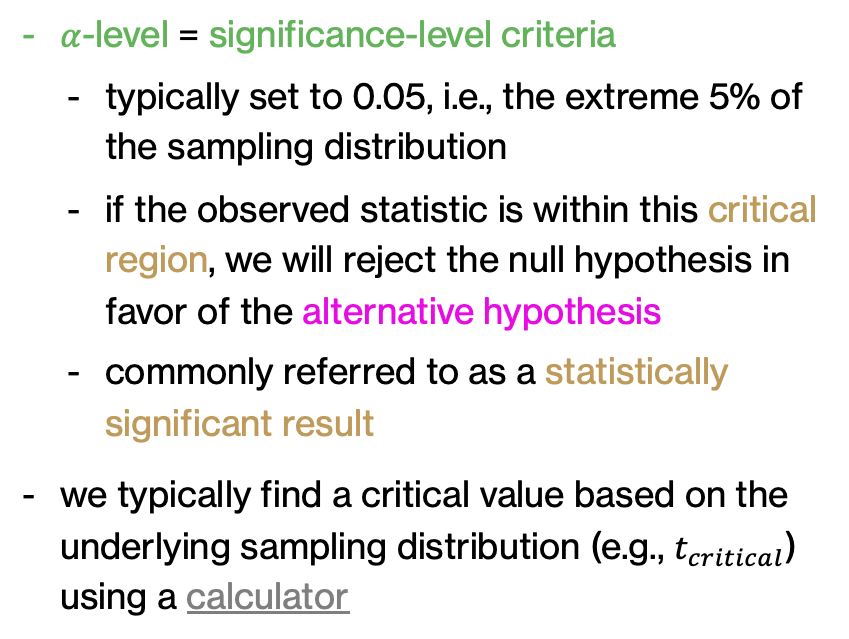 - α-level = significance-level criteria
- typically set to 0.05, i.e., the extreme 5% of
the sampling distribution
- if the observed statistic is within this critical
region, we will reject the null hypothesis in
favor of the alternative hypothesis
- commonly referred to as a statistically
significant result
- we typically find a critical value based on the
underlying sampling distribution (e.g., t_critical)
using a calculator